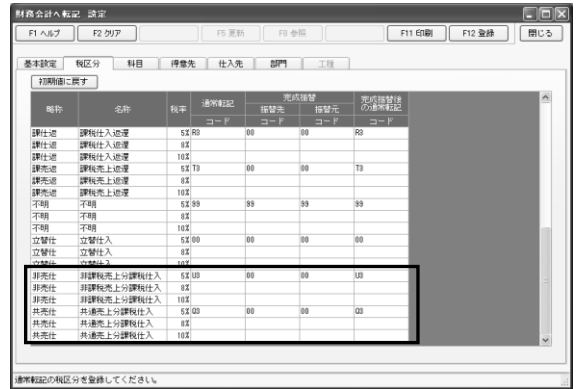 財務会計へ転記 設定
F1 ヘルプ F2 クリア F5 更新 F8 参照 F11 印刷 F12 登録 閉じる
基本設定 税区分 科目 得意先 仕入先 部門 工種
初期値に戻す
略称 名称 税率 通常転記 完成振替 完成振替後の通常転記
振替先 振替元
コード コード コード コード
課仕返 課税仕入返還 5% R3 00 00 R3
課仕返 課税仕入返還 8%
課仕返 課税仕入返還 10%
課売返 課税売上返還 5% T3 00 00 T3
課売返 課税売上返還 8%
課売返 課税売上返還 10%
不明 不明 5% 99 99 99 99
不明 不明 8%
不明 不明 10%
立替仕 立替仕入 5% 00 00 00 00
立替仕 立替仕入 8%
立替仕 立替仕入 10%
非売仕 非課税売上分課税仕入 5% U3 00 00 U3
非売仕 非課税売上分課税仕入 8%
非売仕 非課税売上分課税仕入 10%
共売仕 共通売上分課税仕入 5% Q3 00 00 Q3
共売仕 共通売上分課税仕入 8%
共売仕 共通売上分課税仕入 10%
通常転記の税区分を登録してください。